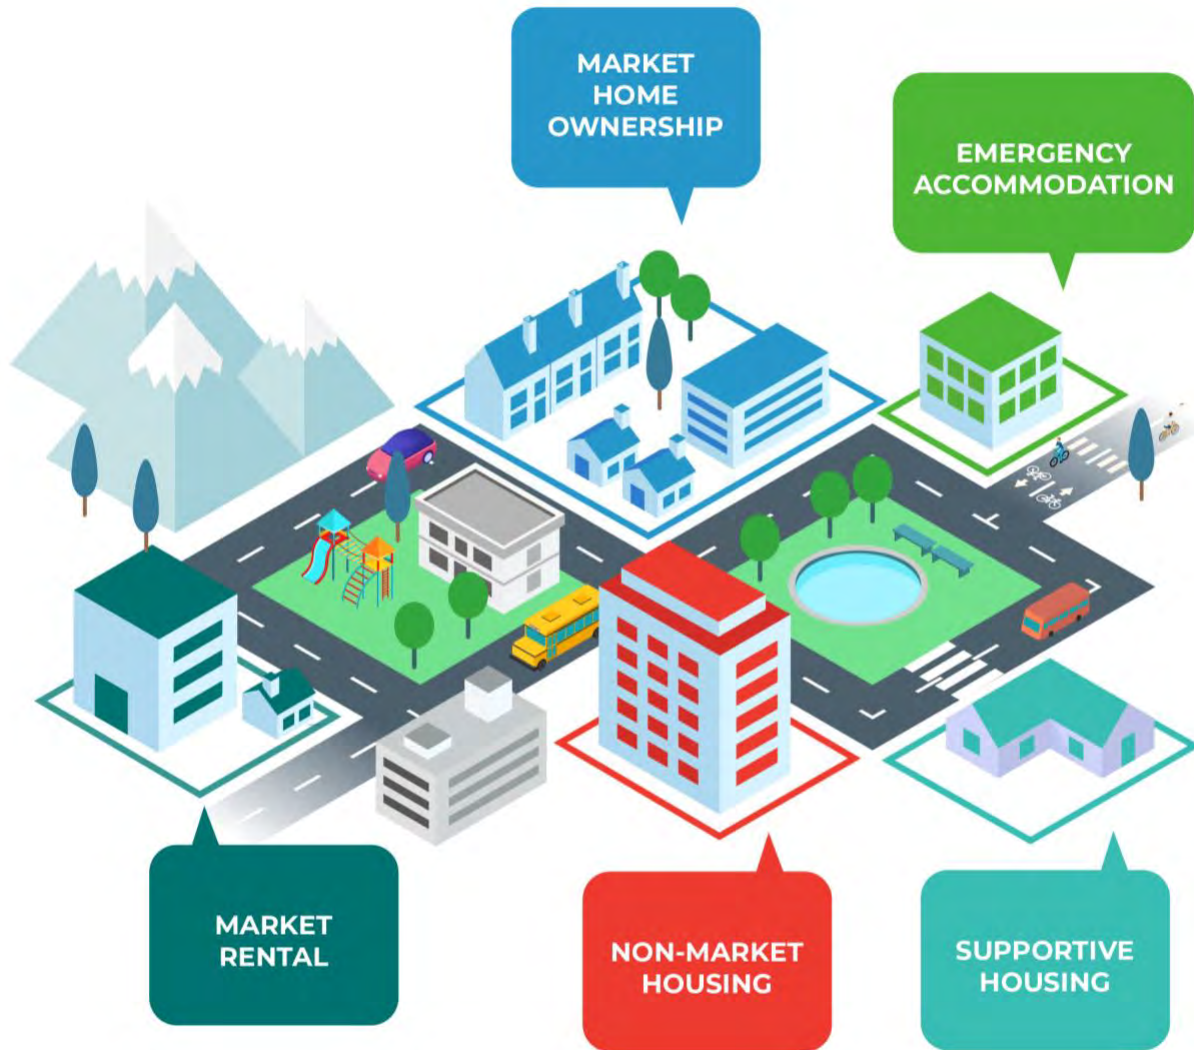 MARKET
HOME
OWNERSHIP
EMERGENCY
ACCOMMODATION
MARKET
RENTAL
NON-MARKET
HOUSING
SUPPORTIVE
HOUSING